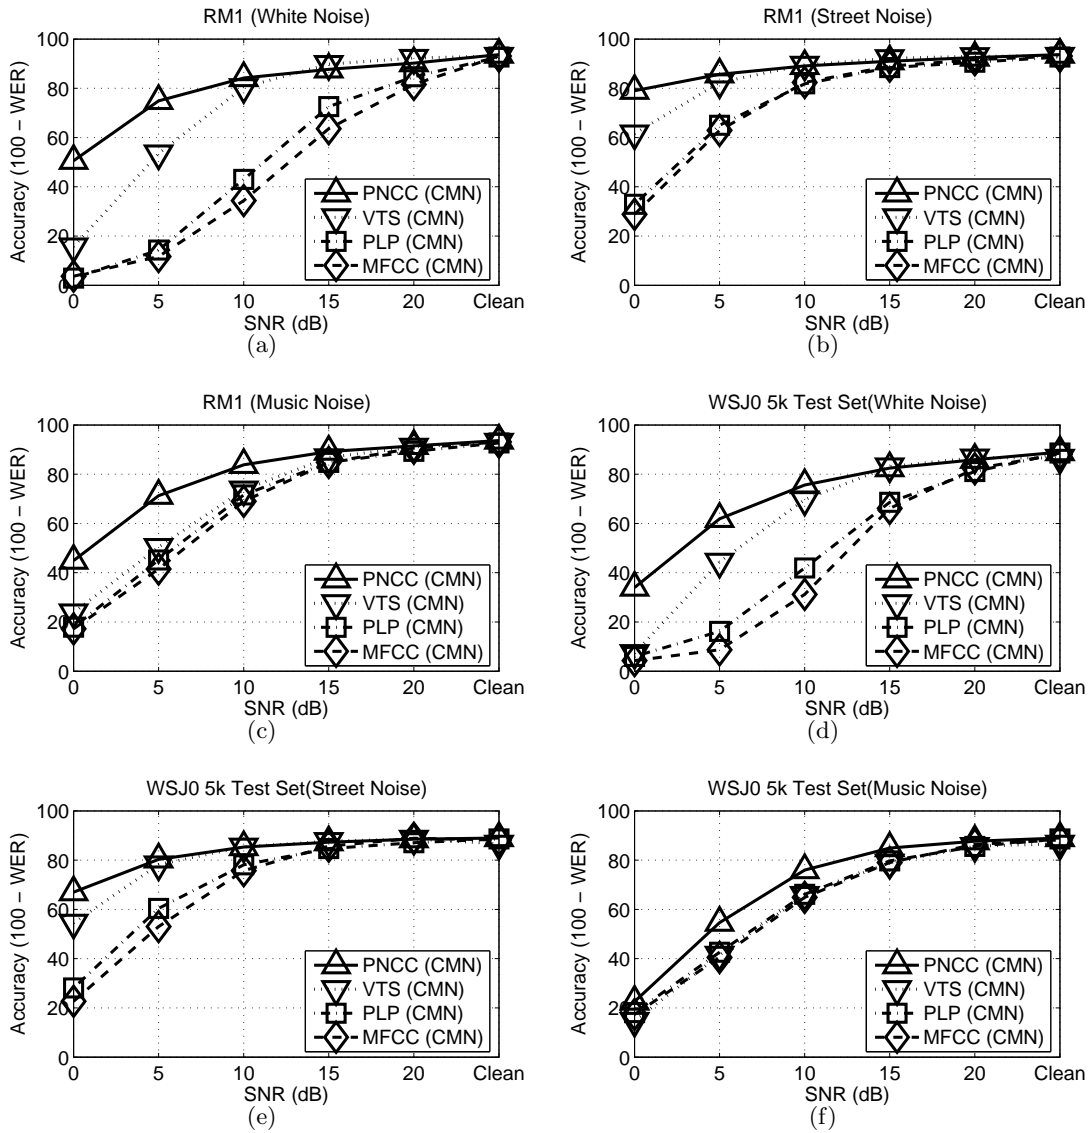 RM1 (White Noise)
Accuracy (100 − WER)
100
80
60
40
20
0
PNCC (CMN)
VTS (CMN)
PLP (CMN)
MFCC (CMN)
0 5 10 15 20 Clean
SNR (dB)
(a)
RM1 (Street Noise)
Accuracy (100 − WER)
100
80
60
40
20
0
PNCC (CMN)
VTS (CMN)
PLP (CMN)
MFCC (CMN)
0 5 10 15 20 Clean
SNR (dB)
(b)
RM1 (Music Noise)
Accuracy (100 − WER)
100
80
60
40
20
0
PNCC (CMN)
VTS (CMN)
PLP (CMN)
MFCC (CMN)
0 5 10 15 20 Clean
SNR (dB)
(c)
WSJ0 5k Test Set(White Noise)
Accuracy (100 − WER)
100
80
60
40
20
0
PNCC (CMN)
VTS (CMN)
PLP (CMN)
MFCC (CMN)
0 5 10 15 20 Clean
SNR (dB)
(d)
WSJ0 5k Test Set(Street Noise)
Accuracy (100 − WER)
100
80
60
40
20
0
PNCC (CMN)
VTS (CMN)
PLP (CMN)
MFCC (CMN)
0 5 10 15 20 Clean
SNR (dB)
(e)
WSJ0 5k Test Set(Music Noise)
Accuracy (100 − WER)
100
80
60
40
20
0
PNCC (CMN)
VTS (CMN)
PLP (CMN)
MFCC (CMN)
0 5 10 15 20 Clean
SNR (dB)
(f)